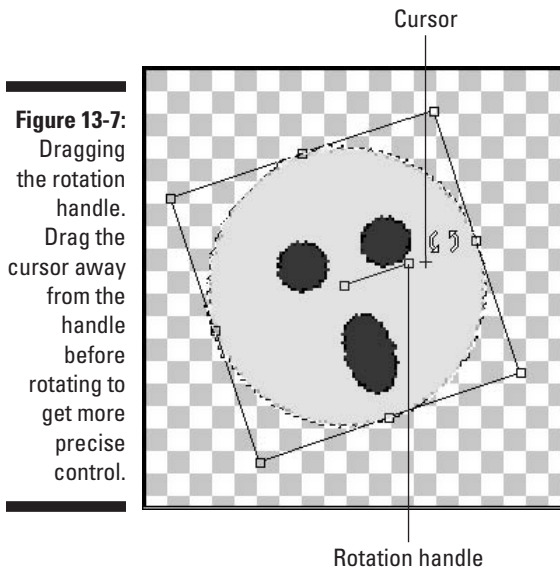 Cursor
Figure 13-7:
Dragging
the rotation
handle.
Drag the
cursor away
from the
handle
before
rotating to
get more
precise
control.
Rotation handle